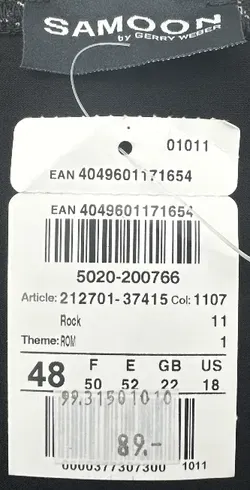 SAMOON
by GERRY WEBER
01011
EAN 4049601171654
EAN 4049601171654
5020-200766
Article: 212701-37415 Col: 1107
Rock 11
Theme: ROM 1
48 F E GB US
50 52 22 18
99.31501010
89.-
0000377307300 1011